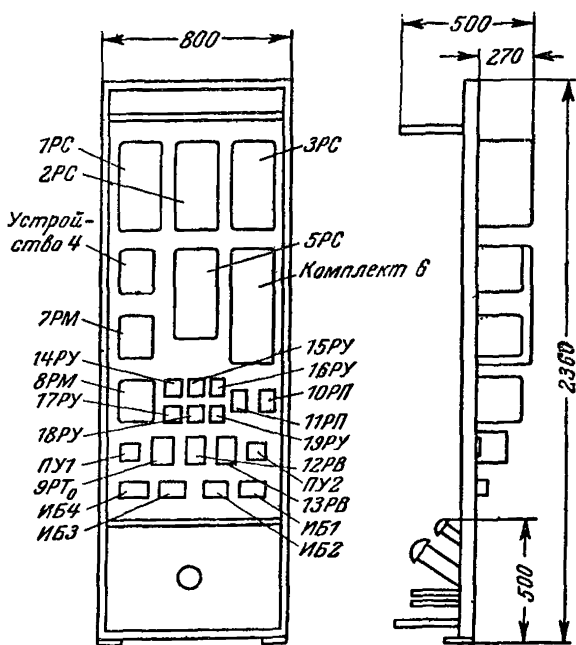 800
500
270
1РС
2РС
3РС
Устрой-
ство 4
5РС
Комплект 6
7РМ
14РУ
15РУ
16РУ
8РМ
10РП
17РУ
11РП
18РУ
19РУ
ПУ1
12РВ
ПУ2
9РТ₀
13РВ
ИБ4
ИБ1
ИБ3
ИБ2
2360
500